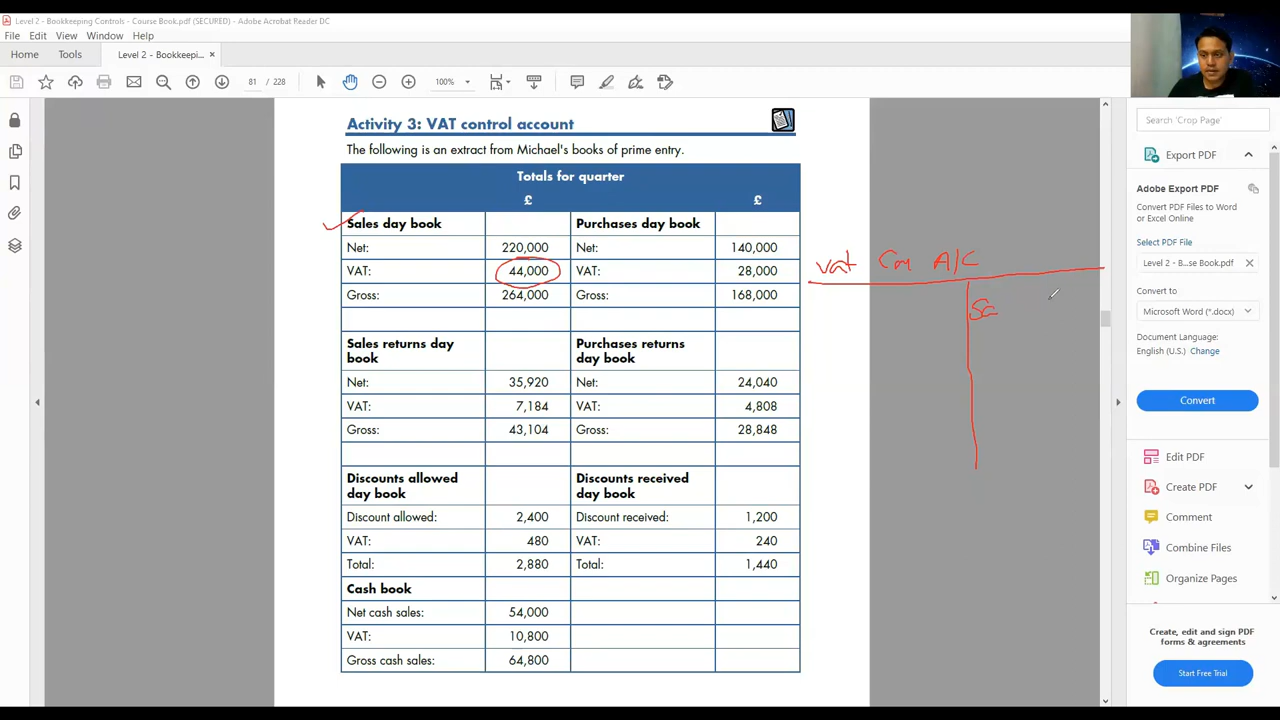 Level 2 - Bookkeeping Controls - Course Book.pdf (SECURED) - Adobe Acrobat Reader DC
File Edit View Window Help
Home Tools Level 2 - Bookkeepi... ×
81 / 228 100%
Search 'Crop Page'
Export PDF
Adobe Export PDF
Convert PDF Files to Word
or Excel Online
Select PDF File
Level 2 - B...se Book.pdf
Convert to
Microsoft Word (*.docx)
Document Language:
English (U.S.) Change
Convert
Edit PDF
Create PDF
Comment
Combine Files
Organize Pages
Create, edit and sign PDF
forms & agreements
Start Free Trial
Activity 3: VAT control account
The following is an extract from Michael's books of prime entry.
Totals for quarter
£ £
Sales day book Purchases day book
Net: 220,000 Net: 140,000
VAT: 44,000 VAT: 28,000
Gross: 264,000 Gross: 168,000
Sales returns day Purchases returns
book day book
Net: 35,920 Net: 24,040
VAT: 7,184 VAT: 4,808
Gross: 43,104 Gross: 28,848
Discounts allowed Discounts received
day book day book
Discount allowed: 2,400 Discount received: 1,200
VAT: 480 VAT: 240
Total: 2,880 Total: 1,440
Cash book
Net cash sales: 54,000
VAT: 10,800
Gross cash sales: 64,800
Vat Con A/C
Sa